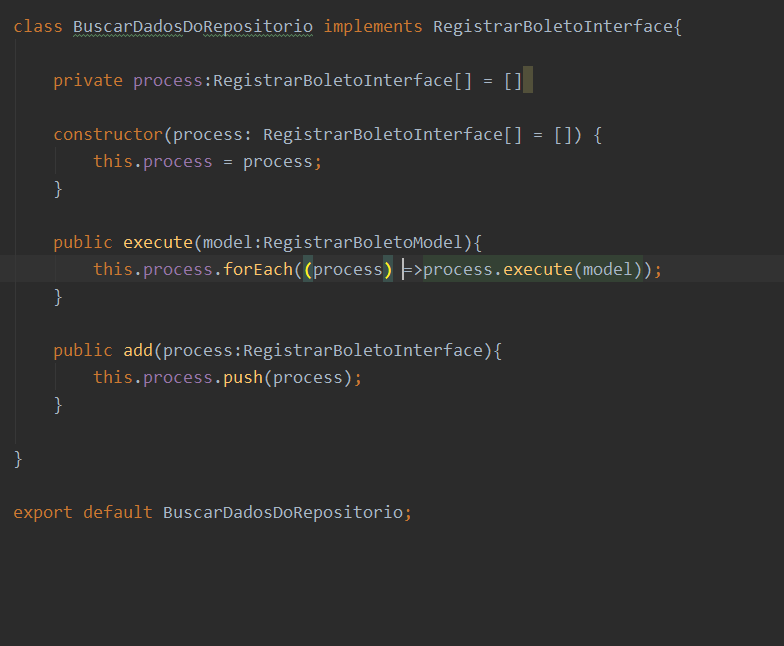 class BuscarDadosDoRepositorio implements RegistrarBoletoInterface{
private process:RegistrarBoletoInterface[] = []
constructor(process: RegistrarBoletoInterface[] = []) {
this.process = process;
}
public execute(model:RegistrarBoletoModel){
this.process.forEach((process) =>process.execute(model));
}
public add(process:RegistrarBoletoInterface){
this.process.push(process);
}
}
export default BuscarDadosDoRepositorio;